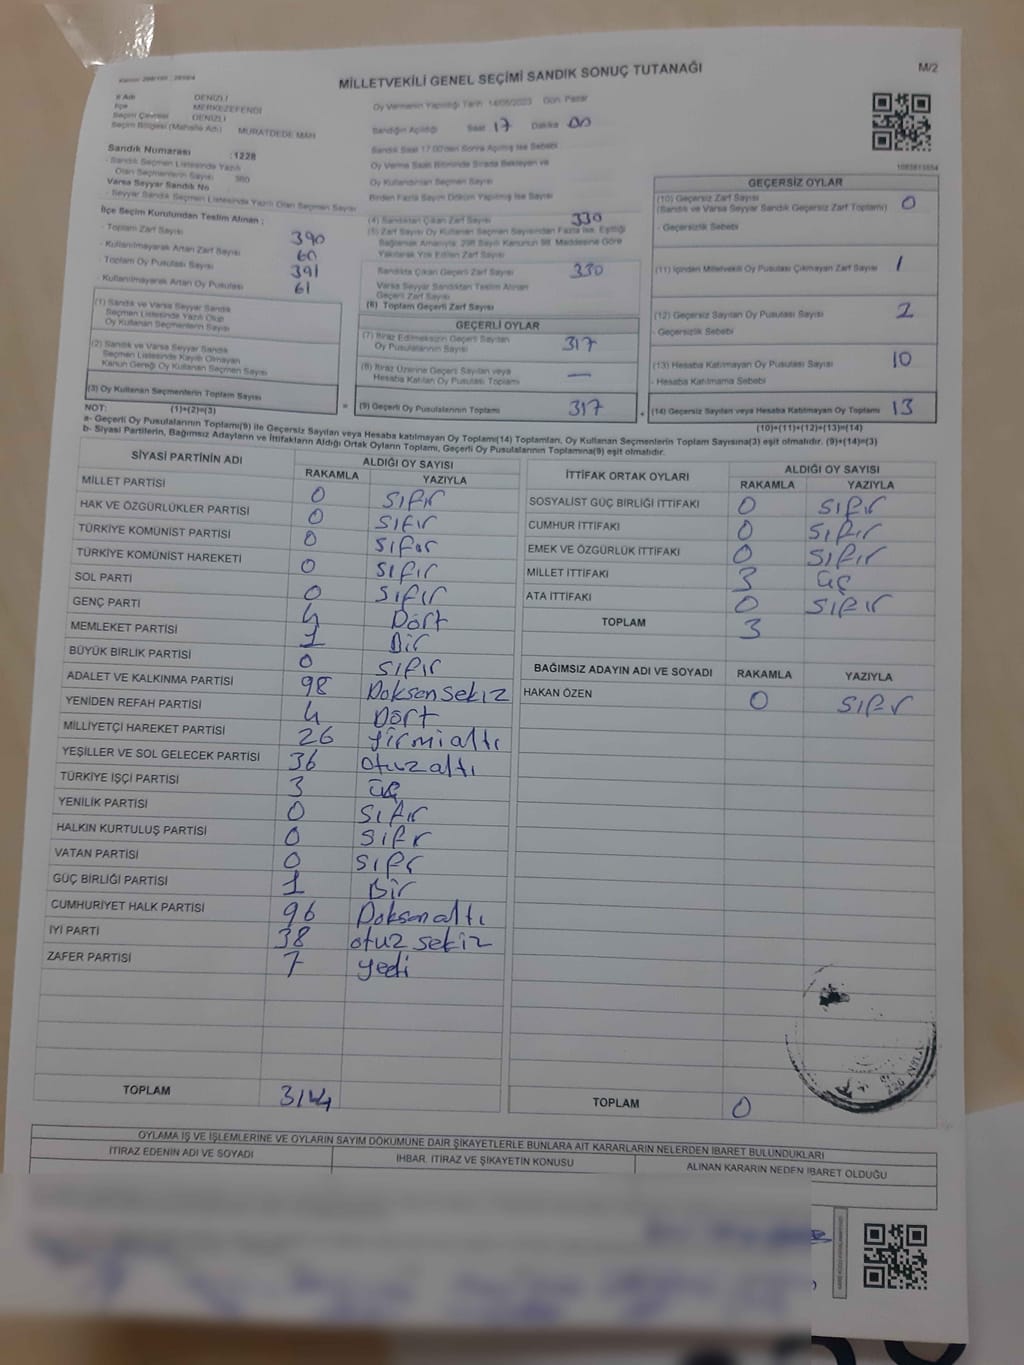 MİLLETVEKİLİ GENEL SEÇİMİ SANDIK SONUÇ TUTANAĞI
M/2
İl Adı DENİZLİ
İlçe MERKEZEFENDİ
Seçim Çevresi DENİZLİ
Seçim Bölgesi (Mahalle Adı) MURATDEDE MAH
Sandık Numarası : 1228
- Sandık Seçmen Listesinde Yazılı
Olan Seçmenlerin Sayısı 380
Varsa Seyyar Sandık No
- Seyyar Sandık Seçmen Listesinde Yazılı Olan Seçmen Sayısı
Oy Vermenin Yapıldığı Tarih 14/05/2023 Gün Pazar
Sandığın Açıldığı Saat 17 Dakika 00
Sandık Saat 17.00'den Sonra Açılmış İse Sebebi
Oy Verme Saati Bitiminde Sırada Bekleyen ve
Oy Kullandırılan Seçmen Sayısı
Birden Fazla Sayım Döküm Yapılmış İse Sayısı
İlçe Seçim Kurulundan Teslim Alınan :
- Toplam Zarf Sayısı 390
- Kullanılmayarak Artan Zarf Sayısı 60
- Toplam Oy Pusulası Sayısı 391
- Kullanılmayarak Artan Oy Pusulası 61
(1) Sandık ve Varsa Seyyar Sandık
Seçmen Listesinde Yazılı Olup
Oy Kullanan Seçmenlerin Sayısı
(2) Sandık ve Varsa Seyyar Sandık
Seçmen Listesinde Kayıtlı Olmayan
Kanun Gereği Oy Kullanan Seçmen Sayısı
(3) Oy Kullanan Seçmenlerin Toplam Sayısı
(4) Sandıktan Çıkan Zarf Sayısı 330
(5) Zarf Sayısı Oy Kullanan Seçmen Sayısından Fazla İse, Eşitliği
Sağlamak Amacıyla, 298 Sayılı Kanunun 98. Maddesine Göre
Yakılarak Yok Edilen Zarf Sayısı
Sandıkta Çıkan Geçerli Zarf Sayısı 330
Varsa Seyyar Sandıktan Teslim Alınan
Geçerli Zarf Sayısı
(6) Toplam Geçerli Zarf Sayısı
GEÇERLİ OYLAR
(7) İtiraz Edilmeksizin Geçerli Sayılan
Oy Pusulalarının Sayısı 317
(8) İtiraz Üzerine Geçerli Sayılan veya
Hesaba Katılan Oy Pusulası Toplamı —
= (9) Geçerli Oy Pusulalarının Toplamı 317 +
GEÇERSİZ OYLAR
(10) Geçersiz Zarf Sayısı
(Sandık ve Varsa Seyyar Sandık Geçersiz Zarf Toplamı) 0
- Geçersizlik Sebebi
(11) İçinden Milletvekili Oy Pusulası Çıkmayan Zarf Sayısı 1
(12) Geçersiz Sayılan Oy Pusulası Sayısı 2
- Geçersizlik Sebebi
(13) Hesaba Katılmayan Oy Pusulası Sayısı 10
- Hesaba Katılmama Sebebi
(14) Geçersiz Sayılan veya Hesaba Katılmayan Oy Toplamı 13
NOT: (1)+(2)=(3) (10)+(11)+(12)+(13)=(14)
a- Geçerli Oy Pusulaları Toplamı(9) ile Geçersiz Sayılan veya Hesaba katılmayan Oy Toplamı(14) Toplamları, Oy Kullanan Seçmenlerin Toplam Sayısına(3) eşit olmalıdır. (9)+(14)=(3)
b- Siyasi Partilerin, Bağımsız Adayların ve İttifakların Aldığı Ortak Oyların Toplamı, Geçerli Oy Pusulalarının Toplamına(9) eşit olmalıdır.
SİYASİ PARTİNİN ADI ALDIĞI OY SAYISI
RAKAMLA YAZIYLA
MİLLET PARTİSİ 0 sıfır
HAK VE ÖZGÜRLÜKLER PARTİSİ 0 sıfır
TÜRKİYE KOMÜNİST PARTİSİ 0 sıfır
TÜRKİYE KOMÜNİST HAREKETİ 0 sıfır
SOL PARTİ 0 sıfır
GENÇ PARTİ 4 Dört
MEMLEKET PARTİSİ 1 Bir
BÜYÜK BİRLİK PARTİSİ 0 sıfır
ADALET VE KALKINMA PARTİSİ 98 Doksan sekiz
YENİDEN REFAH PARTİSİ 4 Dört
MİLLİYETÇİ HAREKET PARTİSİ 26 yirmialtı
YEŞİLLER VE SOL GELECEK PARTİSİ 36 otuzaltı
TÜRKİYE İŞÇİ PARTİSİ 3 üç
YENİLİK PARTİSİ 0 sıfır
HALKIN KURTULUŞ PARTİSİ 0 sıfır
VATAN PARTİSİ 0 sıfır
GÜÇ BİRLİĞİ PARTİSİ 1 Bir
CUMHURİYET HALK PARTİSİ 96 Doksanaltı
İYİ PARTİ 38 otuz sekiz
ZAFER PARTİSİ 7 yedi
TOPLAM 314
İTTİFAK ORTAK OYLARI ALDIĞI OY SAYISI
RAKAMLA YAZIYLA
SOSYALİST GÜÇ BİRLİĞİ İTTİFAKI 0 sıfır
CUMHUR İTTİFAKI 0 sıfır
EMEK VE ÖZGÜRLÜK İTTİFAKI 0 sıfır
MİLLET İTTİFAKI 3 üç
ATA İTTİFAKI 0 sıfır
TOPLAM 3
BAĞIMSIZ ADAYIN ADI VE SOYADI RAKAMLA YAZIYLA
HAKAN ÖZEN 0 sıfır
TOPLAM 0
OYLAMA İŞ VE İŞLEMLERİNE VE OYLARIN SAYIM DÖKÜMÜNE DAİR ŞİKAYETLERLE BUNLARA AİT KARARLARIN NELERDEN İBARET BULUNDUKLARI
İTİRAZ EDENİN ADI VE SOYADI İHBAR, İTİRAZ VE ŞİKAYETİN KONUSU ALINAN KARARIN NEDEN İBARET OLDUĞU